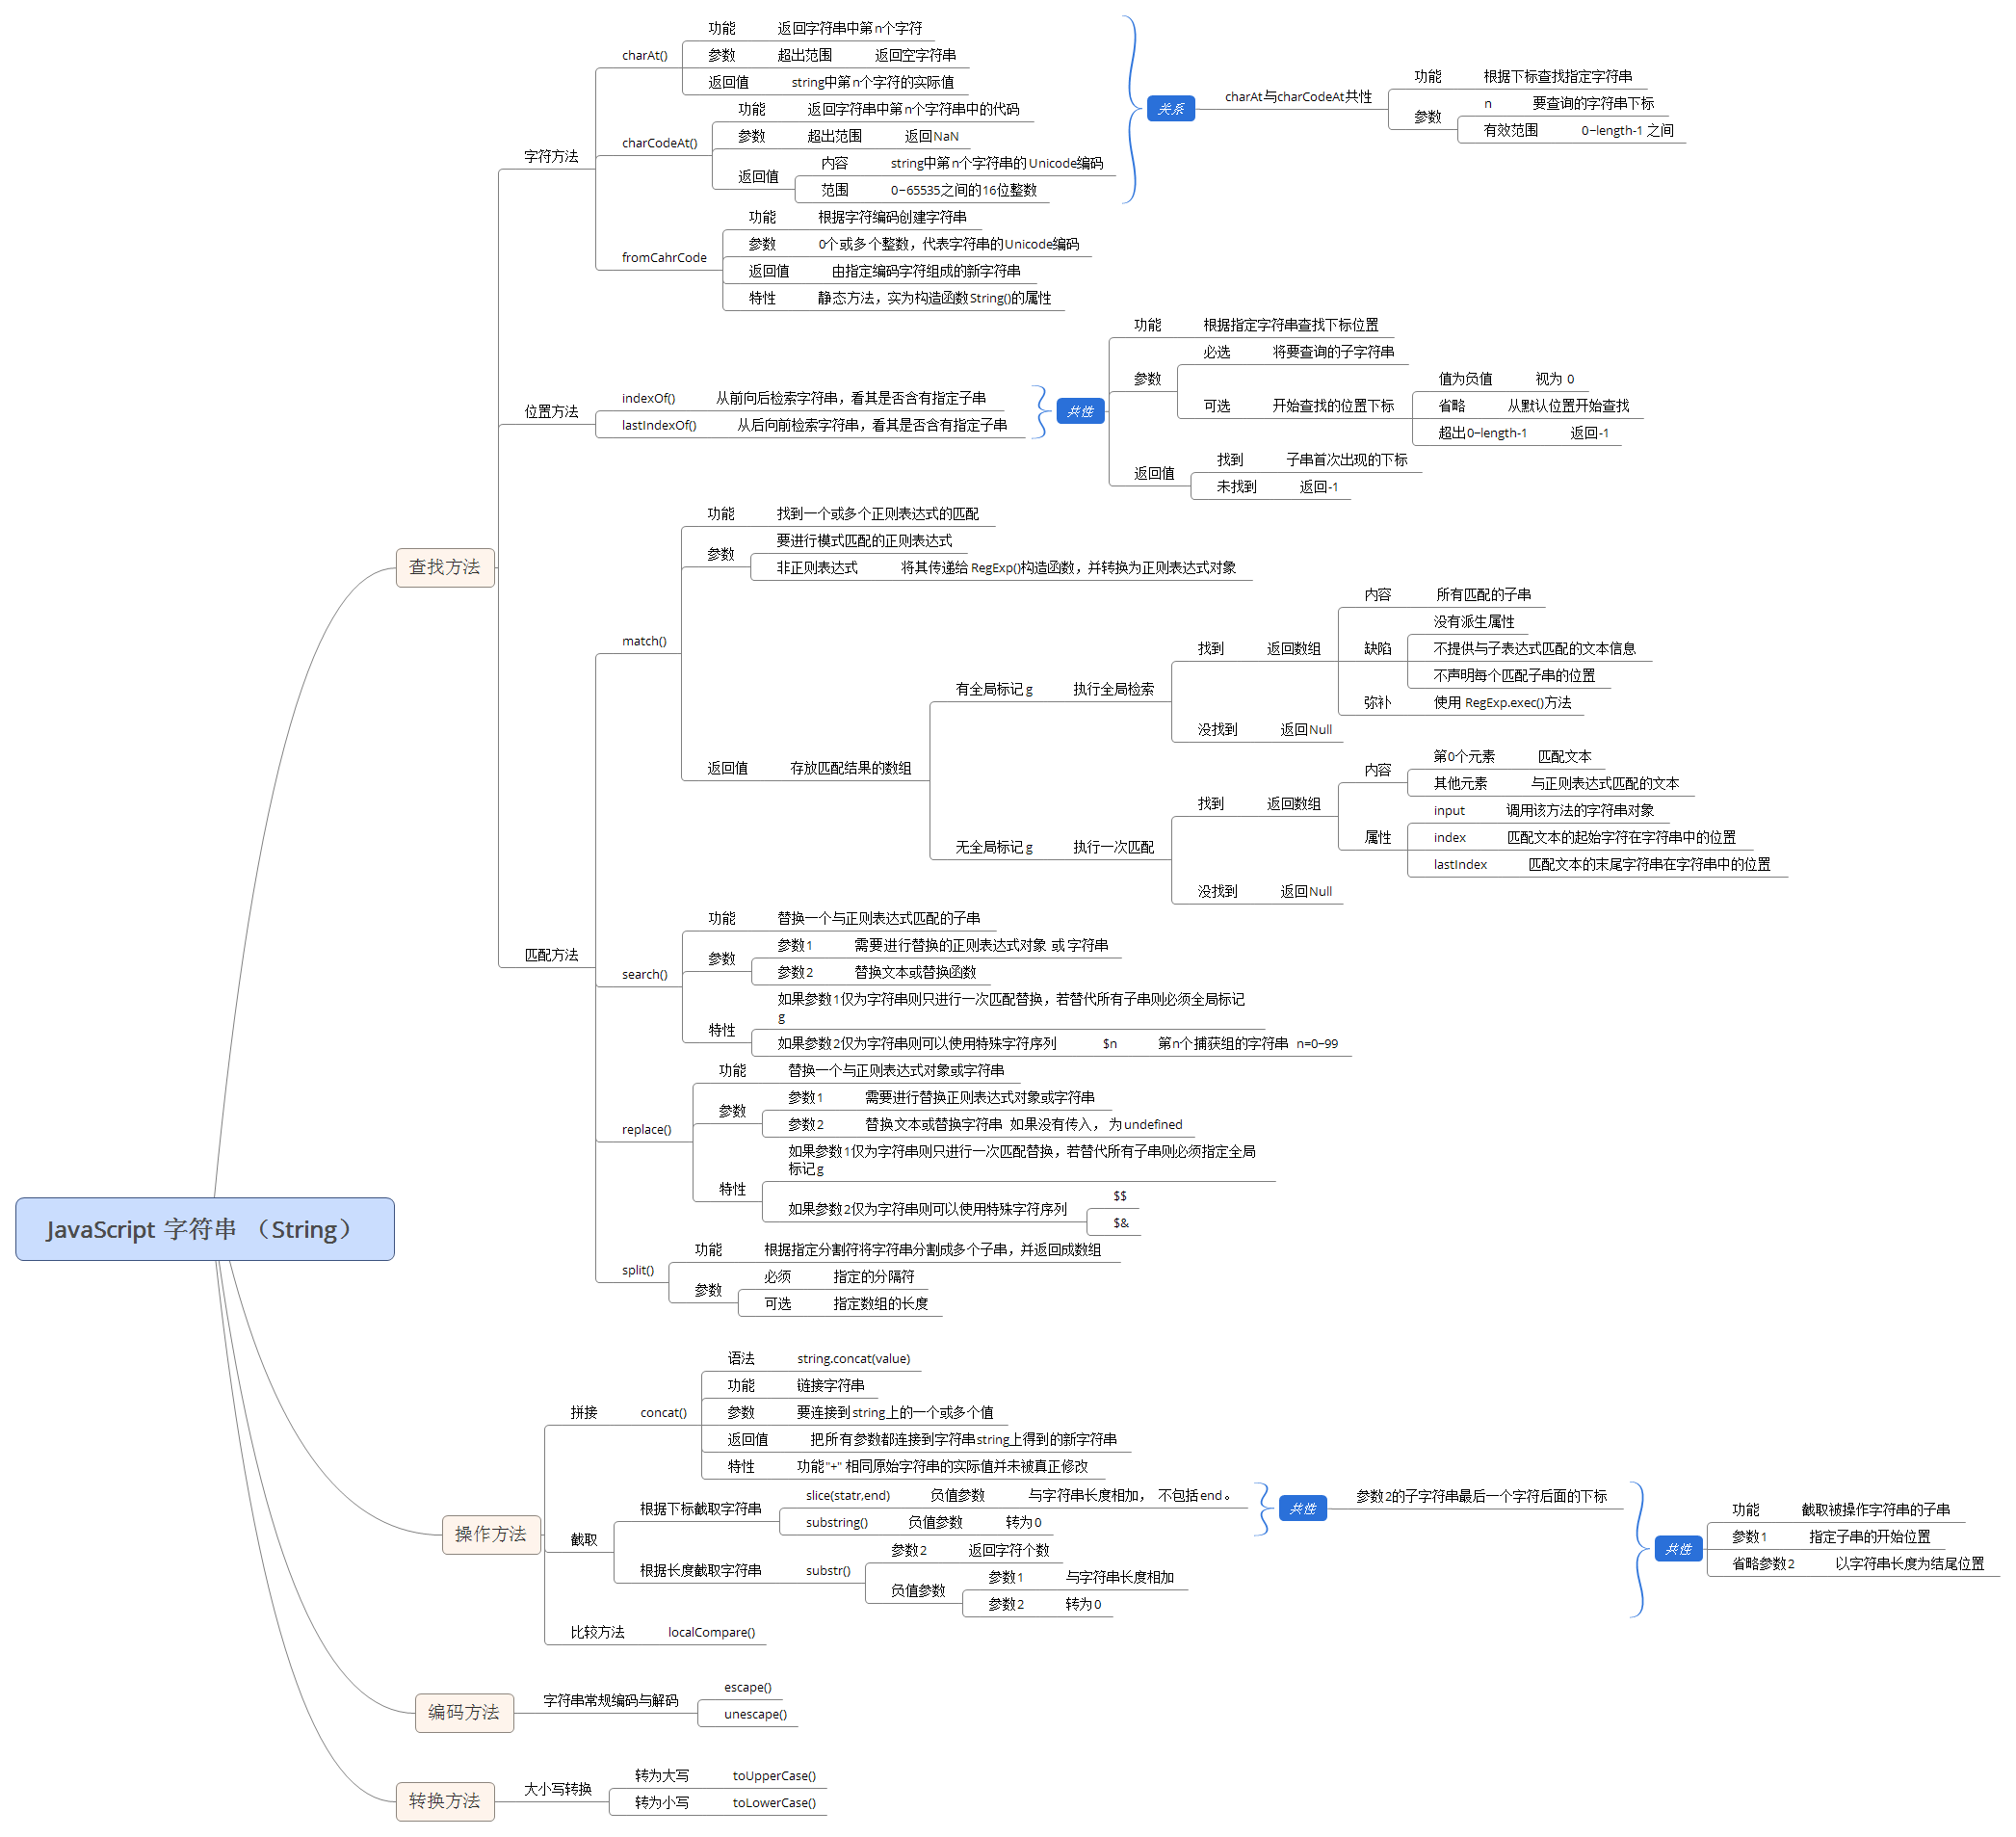 JavaScript 字符串 （String）
查找方法
字符方法
charAt()
功能 返回字符串中第n个字符
参数 超出范围 返回空字符串
返回值 string中第n个字符的实际值
charCodeAt()
功能 返回字符串中第n个字符串中的代码
参数 超出范围 返回NaN
返回值
内容 string中第n个字符串的Unicode编码
范围 0~65535之间的16位整数
关系
charAt与charCodeAt共性
功能 根据下标查找指定字符串
参数
n 要查询的字符串下标
有效范围 0~length-1 之间
fromCahrCode
功能 根据字符编码创建字符串
参数 0个或多个整数，代表字符串的Unicode编码
返回值 由指定编码字符组成的新字符串
特性 静态方法，实为构造函数String()的属性
位置方法
indexOf() 从前向后检索字符串，看其是否含有指定子串
lastIndexOf() 从后向前检索字符串，看其是否含有指定子串
共性
功能 根据指定字符串查找下标位置
参数
必选 将要查询的子字符串
可选 开始查找的位置下标
值为负值 视为 0
省略 从默认位置开始查找
超出0~length-1 返回-1
返回值
找到 子串首次出现的下标
未找到 返回-1
匹配方法
match()
功能 找到一个或多个正则表达式的匹配
参数
要进行模式匹配的正则表达式
非正则表达式 将其传递给 RegExp()构造函数，并转换为正则表达式对象
返回值 存放匹配结果的数组
有全局标记g 执行全局检索
找到 返回数组
内容 所有匹配的子串
缺陷
没有派生属性
不提供与子表达式匹配的文本信息
不声明每个匹配子串的位置
弥补 使用 RegExp.exec()方法
没找到 返回Null
无全局标记g 执行一次匹配
找到 返回数组
内容
第0个元素 匹配文本
其他元素 与正则表达式匹配的文本
属性
input 调用该方法的字符串对象
index 匹配文本的起始字符在字符串中的位置
lastIndex 匹配文本的末尾字符串在字符串中的位置
没找到 返回Null
search()
功能 替换一个与正则表达式匹配的子串
参数
参数1 需要进行替换的正则表达式对象 或 字符串
参数2 替换文本或替换函数
特性
如果参数1仅为字符串则只进行一次匹配替换，若替代所有子串则必须全局标记
g
如果参数2仅为字符串则可以使用特殊字符序列 $n 第n个捕获组的字符串 n=0~99
replace()
功能 替换一个与正则表达式对象或字符串
参数
参数1 需要进行替换正则表达式对象或字符串
参数2 替换文本或替换字符串 如果没有传入， 为undefined
特性
如果参数1仅为字符串则只进行一次匹配替换，若替代所有子串则必须指定全局
标记g
如果参数2仅为字符串则可以使用特殊字符序列
$$
$&
split()
功能 根据指定分割符将字符串分割成多个子串，并返回成数组
参数
必须 指定的分隔符
可选 指定数组的长度
操作方法
拼接 concat()
语法 string.concat(value)
功能 链接字符串
参数 要连接到string上的一个或多个值
返回值 把所有参数都连接到字符串string上得到的新字符串
特性 功能"+" 相同原始字符串的实际值并未被真正修改
截取
根据下标截取字符串
slice(statr,end) 负值参数 与字符串长度相加， 不包括end。
substring() 负值参数 转为0
共性
参数2的子字符串最后一个字符后面的下标
根据长度截取字符串 substr()
参数2 返回字符个数
负值参数
参数1 与字符串长度相加
参数2 转为0
共性
功能 截取被操作字符串的子串
参数1 指定子串的开始位置
省略参数2 以字符串长度为结尾位置
比较方法 localCompare()
编码方法
字符串常规编码与解码
escape()
unescape()
转换方法
大小写转换
转为大写 toUpperCase()
转为小写 toLowerCase()